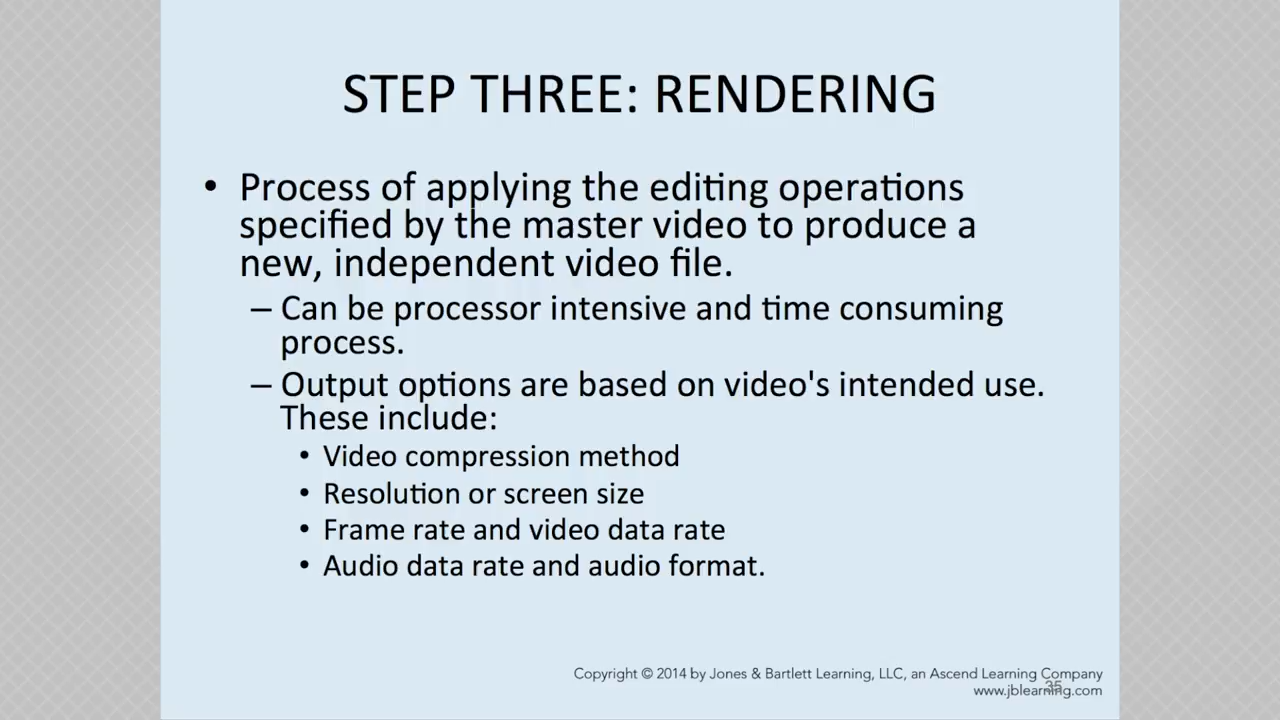 STEP THREE: RENDERING
• Process of applying the editing operations
specified by the master video to produce a
new, independent video file.
– Can be processor intensive and time consuming
process.
– Output options are based on video's intended use.
These include:
• Video compression method
• Resolution or screen size
• Frame rate and video data rate
• Audio data rate and audio format.
Copyright © 2014 by Jones & Bartlett Learning, LLC, an Ascend Learning Company
www.jblearning.com
35